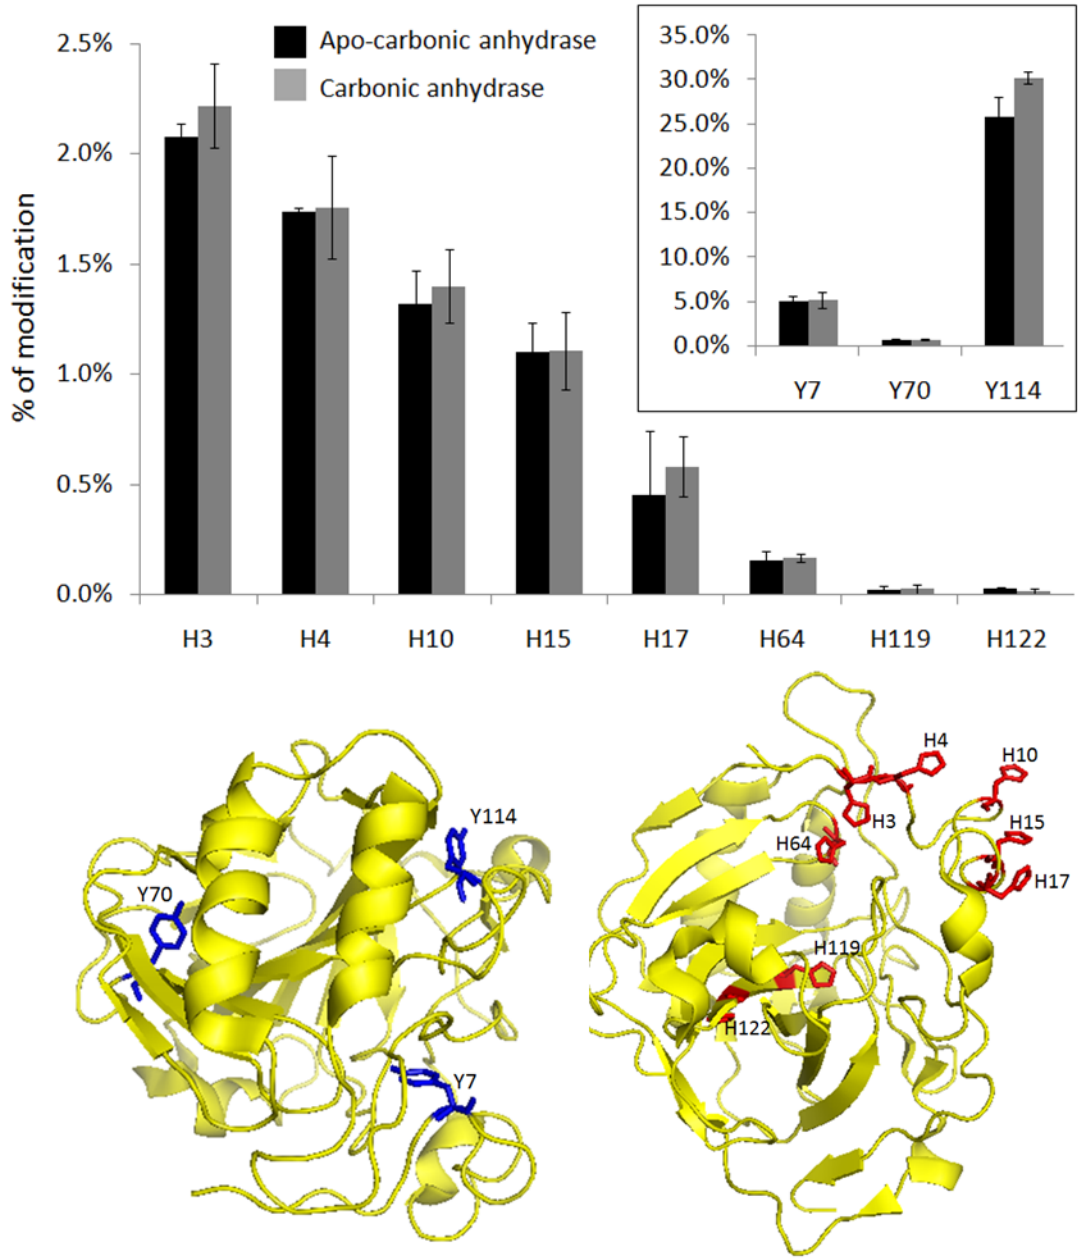 2.5%
2.0%
1.5%
1.0%
0.5%
0.0%
% of modification
Apo-carbonic anhydrase
Carbonic anhydrase
H3 H4 H10 H15 H17 H64 H119 H122
35.0%
30.0%
25.0%
20.0%
15.0%
10.0%
5.0%
0.0%
Y7 Y70 Y114
Y114
Y70
Y7
H4
H10
H3
H15
H64
H17
H119
H122